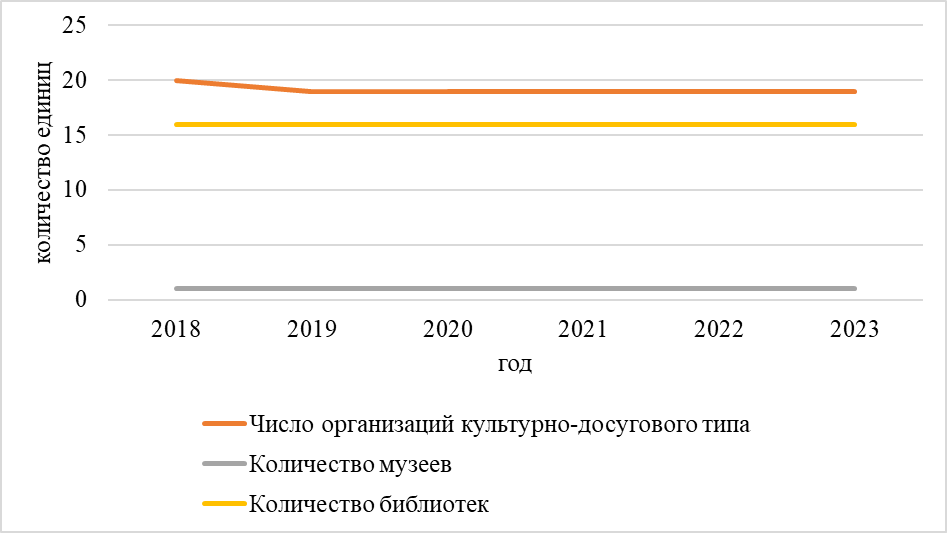 25
20
15
10
5
0
количество единиц
2018 2019 2020 2021 2022 2023
год
Число организаций культурно-досугового типа
Количество музеев
Количество библиотек